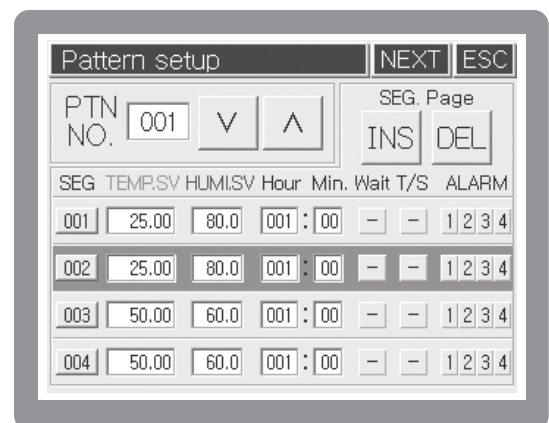 Pattern setup NEXT ESC
PTN NO. 001 ∨ ∧
SEG. Page
INS DEL
SEG TEMP.SV HUMI.SV Hour Min. Wait T/S ALARM
001 25.00 80.0 001 : 00 – – 1 2 3 4
002 25.00 80.0 001 : 00 – – 1 2 3 4
003 50.00 60.0 001 : 00 – – 1 2 3 4
004 50.00 60.0 001 : 00 – – 1 2 3 4